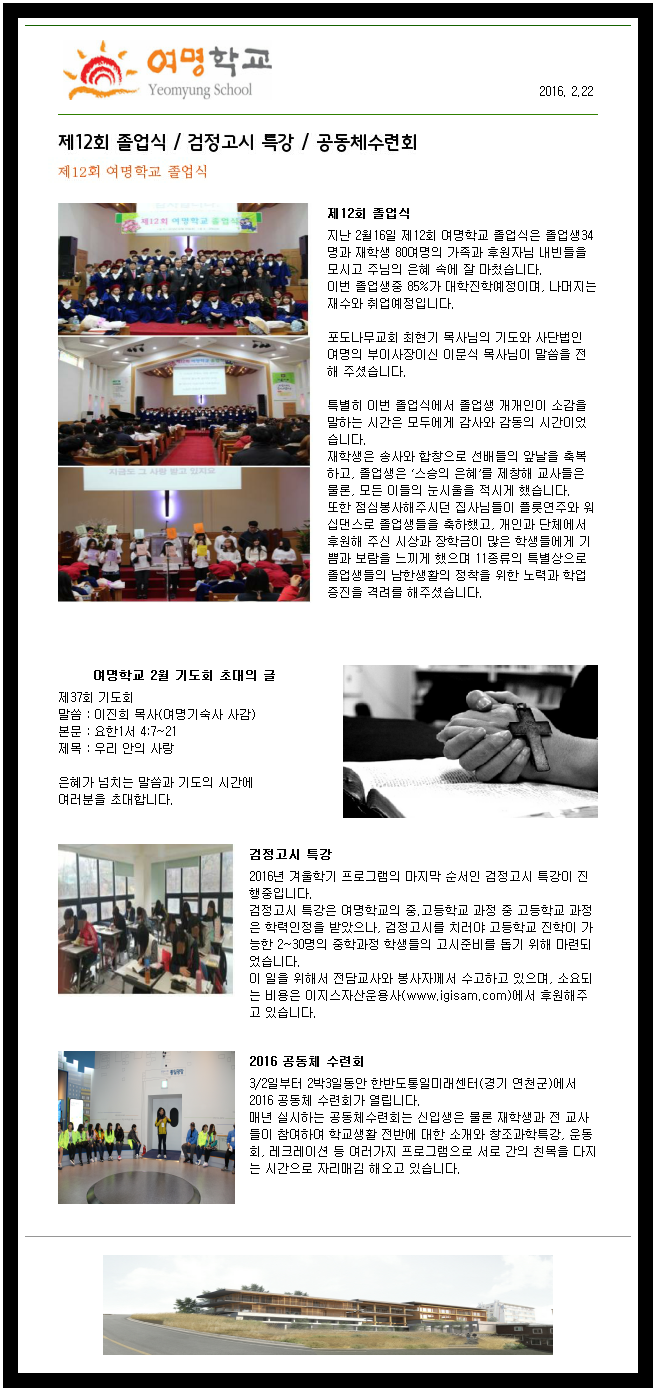 여명학교
Yeomyung School
2016. 2.22
제12회 졸업식 / 검정고시 특강 / 공동체수련회
제12회 여명학교 졸업식
제12회 여명학교 졸업식
지금도 그 사랑 받고 있지요
제12회 졸업식
지난 2월16일 제12회 여명학교 졸업식은 졸업생34
명과 재학생 80여명의 가족과 후원자님 내빈들을
모시고 주님의 은혜 속에 잘 마쳤습니다.
이번 졸업생중 85%가 대학진학예정이며, 나머지는
재수와 취업예정입니다.
포도나무교회 최현기 목사님의 기도와 사단법인
여명의 부이사장이신 이문식 목사님이 말씀을 전
해 주셨습니다.
특별히 이번 졸업식에서 졸업생 개개인이 소감을
말하는 시간은 모두에게 감사와 감동의 시간이었
습니다.
재학생은 송사와 합창으로 선배들의 앞날을 축복
하고, 졸업생은 ‘스승의 은혜’를 제창해 교사들은
물론, 모든 이들의 눈시울을 적시게 했습니다.
또한 점심봉사해주시던 집사님들이 플룻연주와 워
십댄스로 졸업생들을 축하했고, 개인과 단체에서
후원해 주신 시상과 장학금이 많은 학생들에게 기
쁨과 보람을 느끼게 했으며 11종류의 특별상으로
졸업생들의 남한생활의 정착을 위한 노력과 학업
증진을 격려를 해주셨습니다.
여명학교 2월 기도회 초대의 글
제37회 기도회
말씀 : 이진희 목사(여명기숙사 사감)
본문 : 요한1서 4:7~21
제목 : 우리 안의 사랑
은혜가 넘치는 말씀과 기도의 시간에
여러분을 초대합니다.
검정고시 특강
2016년 겨울학기 프로그램의 마지막 순서인 검정고시 특강이 진
행중입니다.
검정고시 특강은 여명학교의 중,고등학교 과정 중 고등학교 과정
은 학력인정을 받았으나, 검정고시를 치러야 고등학교 진학이 가
능한 2~30명의 중학과정 학생들의 고시준비를 돕기 위해 마련되
었습니다.
이 일을 위해서 전담교사와 봉사자께서 수고하고 있으며, 소요되
는 비용은 이지스자산운용사(www.igisam.com)에서 후원해주
고 있습니다.
2016 공동체 수련회
3/2일부터 2박3일동안 한반도통일미래센터(경기 연천군)에서
2016 공동체 수련회가 열립니다.
매년 실시하는 공동체수련회는 신입생은 물론 재학생과 전 교사
들이 참여하여 학교생활 전반에 대한 소개와 창조과학특강, 운동
회, 레크레이션 등 여러가지 프로그램으로 서로 간의 친목을 다지
는 시간으로 자리매김 해오고 있습니다.